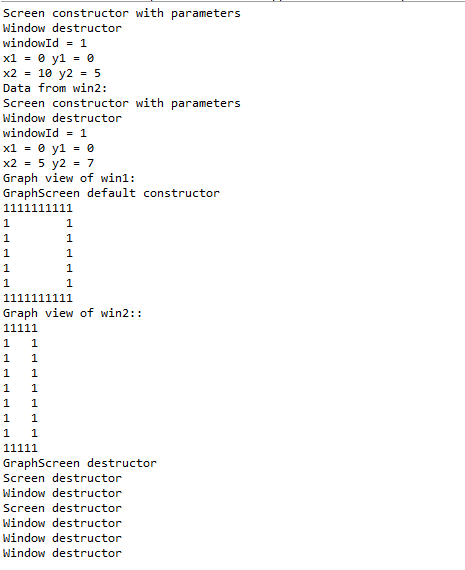 Screen constructor with parameters
Window destructor
windowId = 1
x1 = 0 y1 = 0
x2 = 10 y2 = 5
Data from win2:
Screen constructor with parameters
Window destructor
windowId = 1
x1 = 0 y1 = 0
x2 = 5 y2 = 7
Graph view of win1:
GraphScreen default constructor
1111111111
1        1
1        1
1        1
1        1
1        1
1111111111
Graph view of win2::
11111
1   1
1   1
1   1
1   1
1   1
1   1
1   1
11111
GraphScreen destructor
Screen destructor
Window destructor
Screen destructor
Window destructor
Window destructor
Window destructor